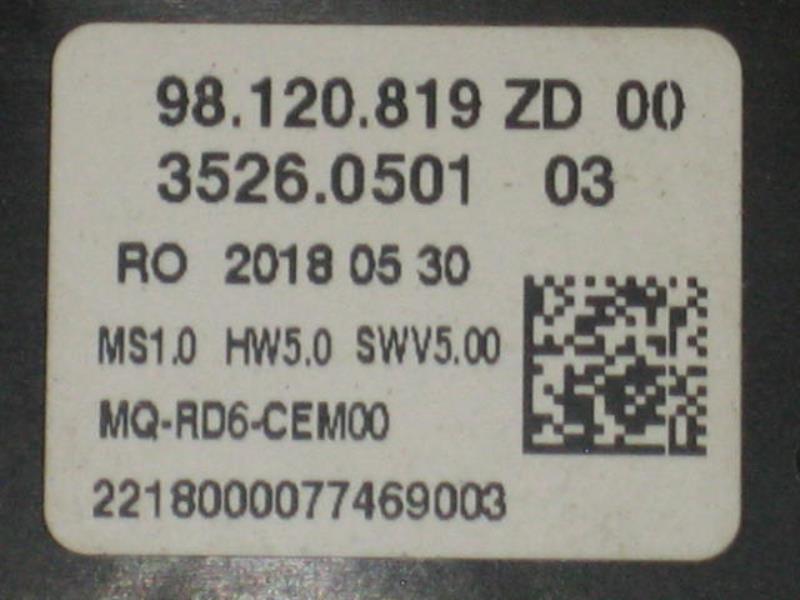 98.120.819 ZD 00
3526.0501 03
RO 2018 05 30
MS1.0 HW5.0 SWV5.00
MQ-RD6-CEM00
2218000077469003